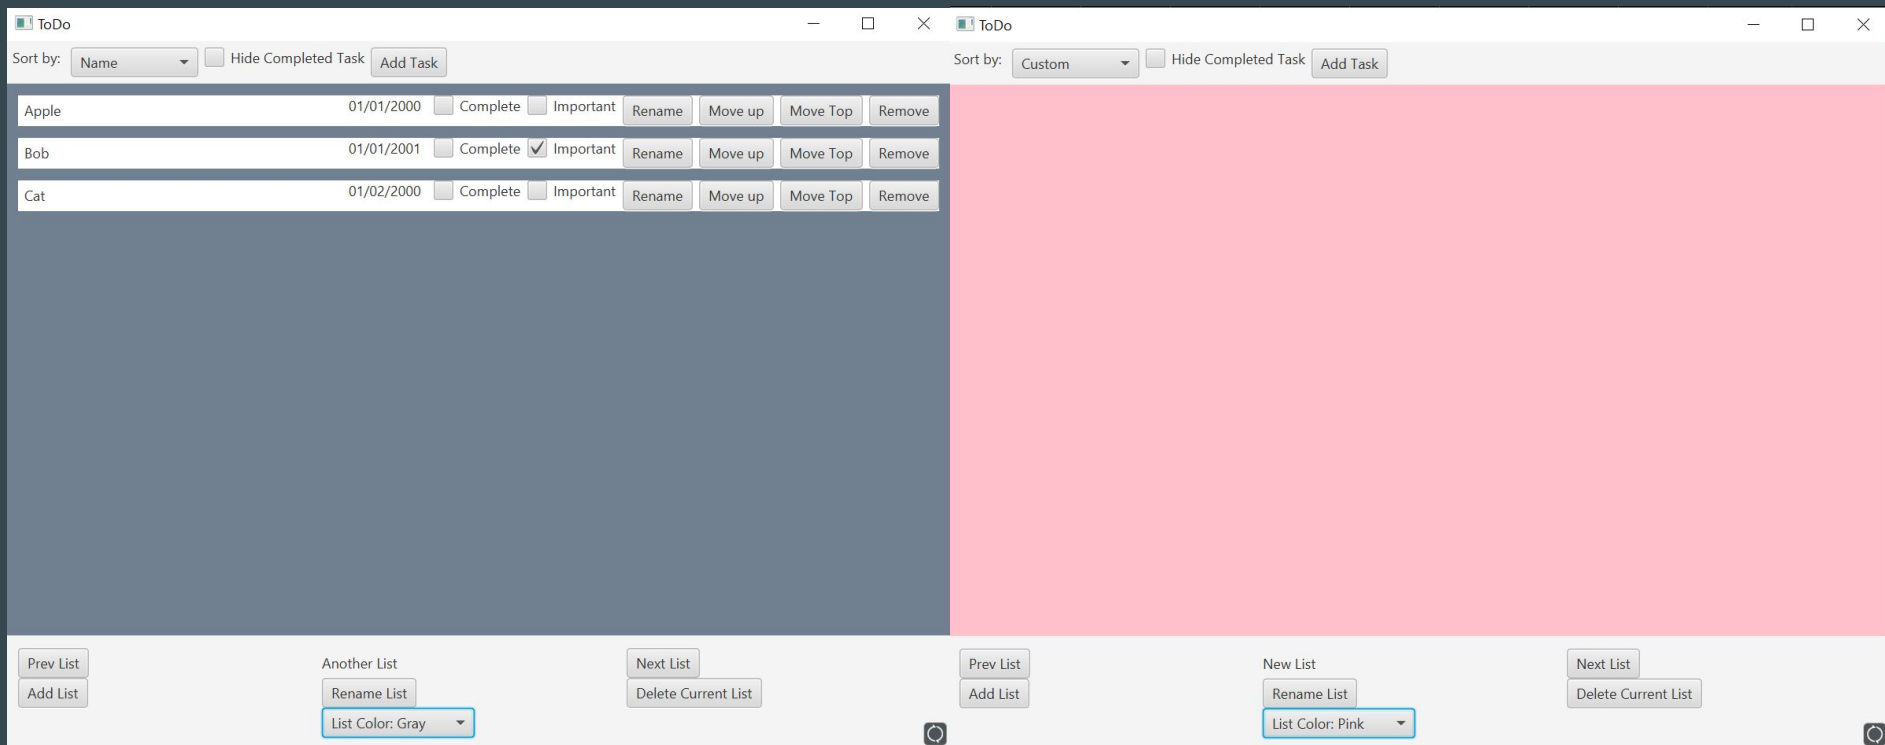 ToDo
Sort by: Name Hide Completed Task Add Task
Apple 01/01/2000 Complete Important Rename Move up Move Top Remove
Bob 01/01/2001 Complete Important Rename Move up Move Top Remove
Cat 01/02/2000 Complete Important Rename Move up Move Top Remove
Prev List Another List Next List
Add List Rename List Delete Current List
List Color: Gray
ToDo
Sort by: Custom Hide Completed Task Add Task
Prev List New List Next List
Add List Rename List Delete Current List
List Color: Pink